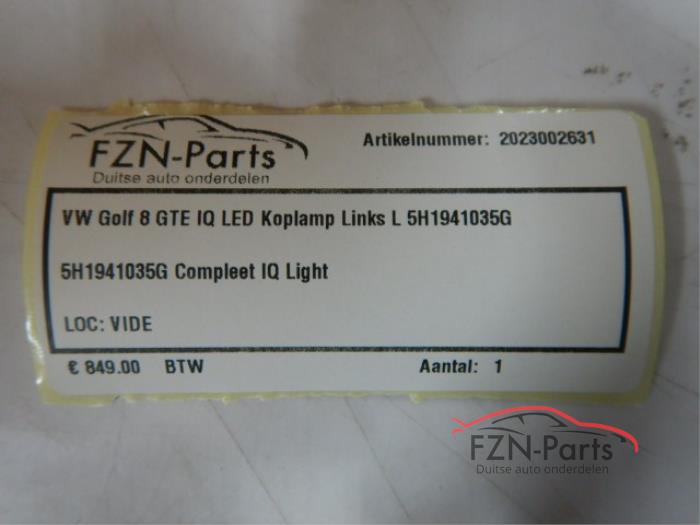 FZN-Parts
Duitse auto onderdelen
Artikelnummer: 2023002631
VW Golf 8 GTE IQ LED Koplamp Links L 5H1941035G
5H1941035G Compleet IQ Light
LOC: VIDE
€ 849.00 BTW Aantal: 1
FZN-Parts
Duitse auto onderdelen